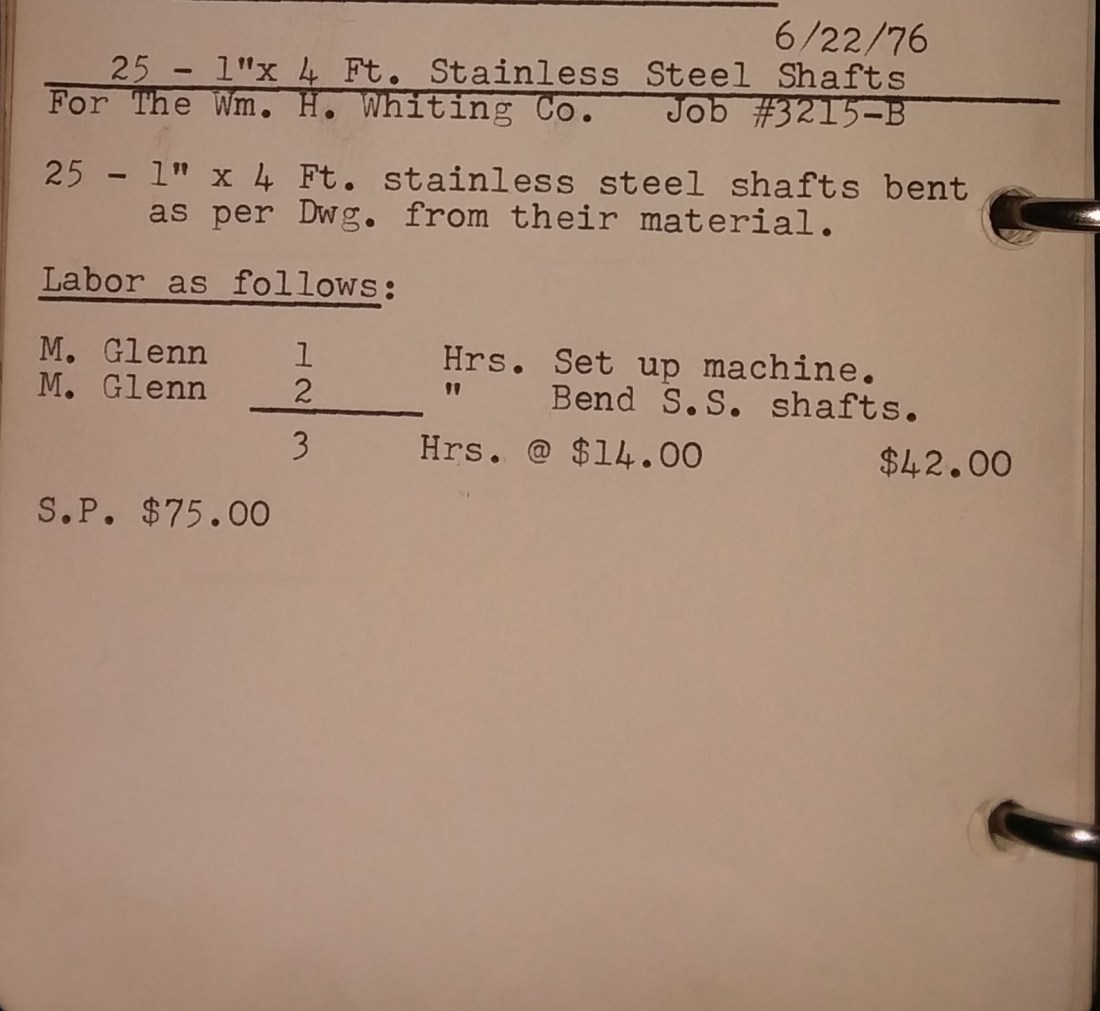 6/22/76
25 - 1"x 4 Ft. Stainless Steel Shafts
For The Wm. H. Whiting Co. Job #3215-B
25 - 1" x 4 Ft. stainless steel shafts bent
as per Dwg. from their material.
Labor as follows:
M. Glenn 1 Hrs. Set up machine.
M. Glenn 2 " Bend S.S. shafts.
3 Hrs. @ $14.00 $42.00
S.P. $75.00